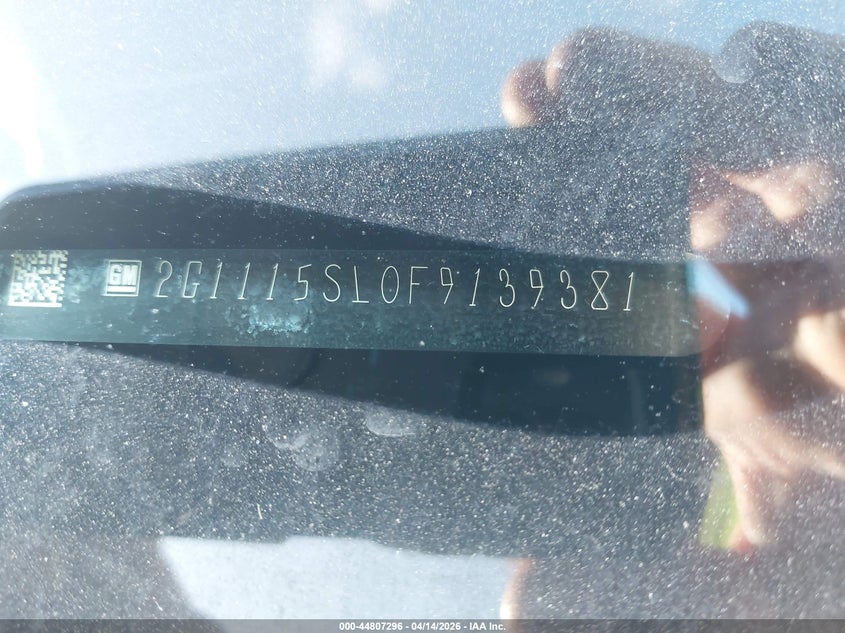 GM 2G1115SL0F9139381
000-44807296 - 04/14/2026 - IAA Inc.